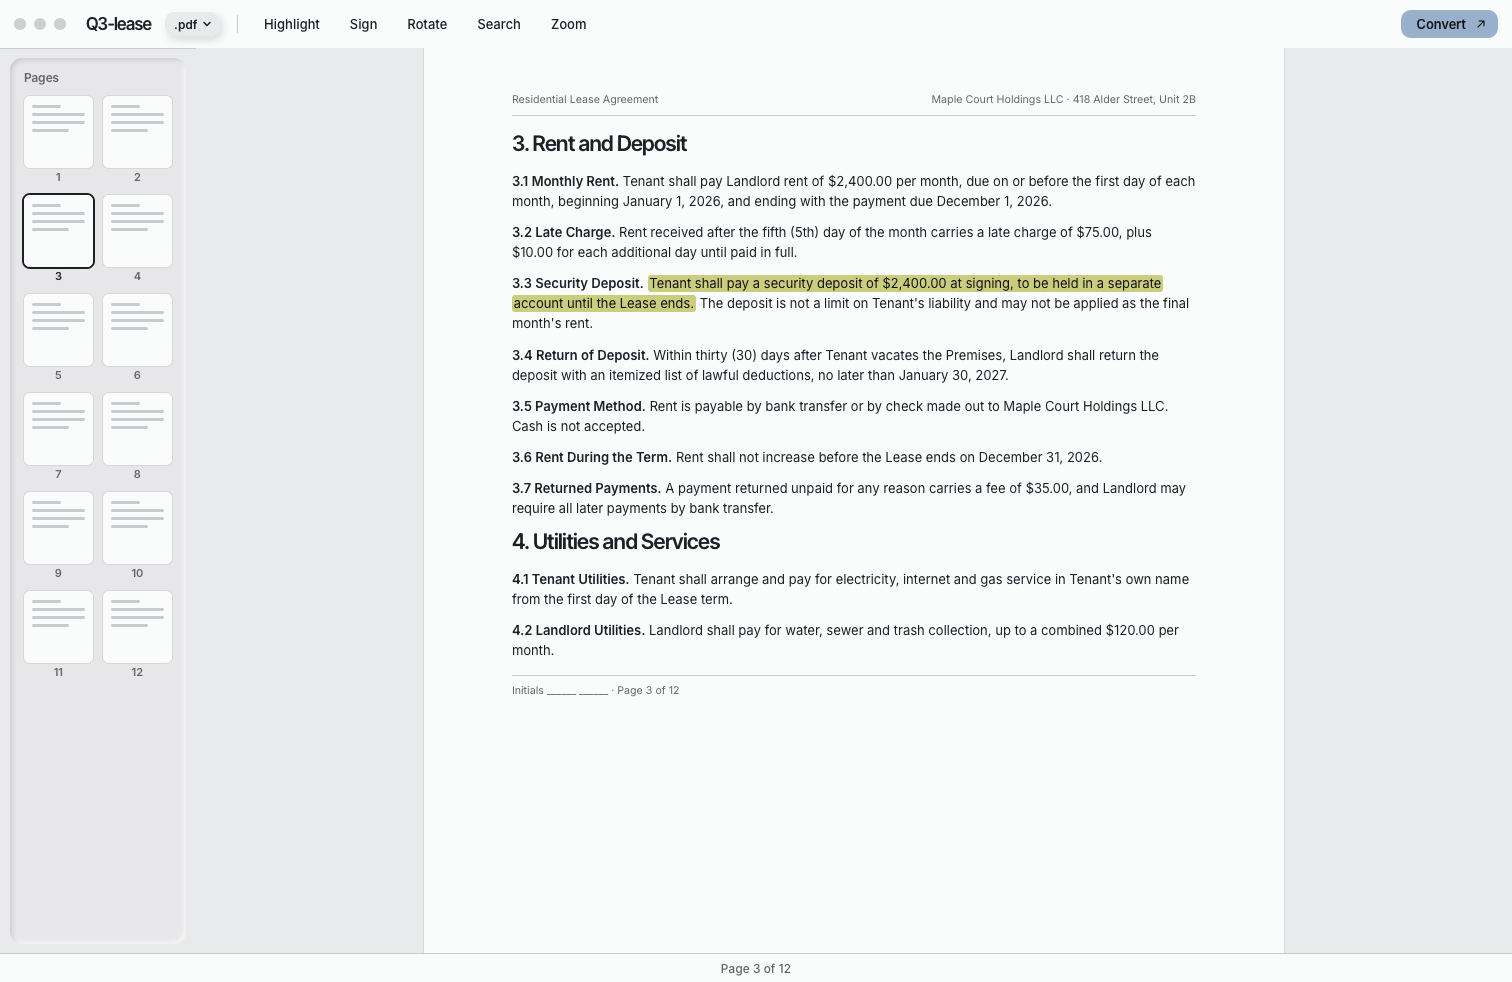 Q3-lease .pdf Highlight Sign Rotate Search Zoom Convert
Pages
1 2
3 4
5 6
7 8
9 10
11 12
Residential Lease Agreement Maple Court Holdings LLC · 418 Alder Street, Unit 2B
3. Rent and Deposit
3.1 Monthly Rent. Tenant shall pay Landlord rent of $2,400.00 per month, due on or before the first day of each
month, beginning January 1, 2026, and ending with the payment due December 1, 2026.
3.2 Late Charge. Rent received after the fifth (5th) day of the month carries a late charge of $75.00, plus
$10.00 for each additional day until paid in full.
3.3 Security Deposit. Tenant shall pay a security deposit of $2,400.00 at signing, to be held in a separate
account until the Lease ends. The deposit is not a limit on Tenant's liability and may not be applied as the final
month's rent.
3.4 Return of Deposit. Within thirty (30) days after Tenant vacates the Premises, Landlord shall return the
deposit with an itemized list of lawful deductions, no later than January 30, 2027.
3.5 Payment Method. Rent is payable by bank transfer or by check made out to Maple Court Holdings LLC.
Cash is not accepted.
3.6 Rent During the Term. Rent shall not increase before the Lease ends on December 31, 2026.
3.7 Returned Payments. A payment returned unpaid for any reason carries a fee of $35.00, and Landlord may
require all later payments by bank transfer.
4. Utilities and Services
4.1 Tenant Utilities. Tenant shall arrange and pay for electricity, internet and gas service in Tenant's own name
from the first day of the Lease term.
4.2 Landlord Utilities. Landlord shall pay for water, sewer and trash collection, up to a combined $120.00 per
month.
Initials ______ ______ · Page 3 of 12
Page 3 of 12